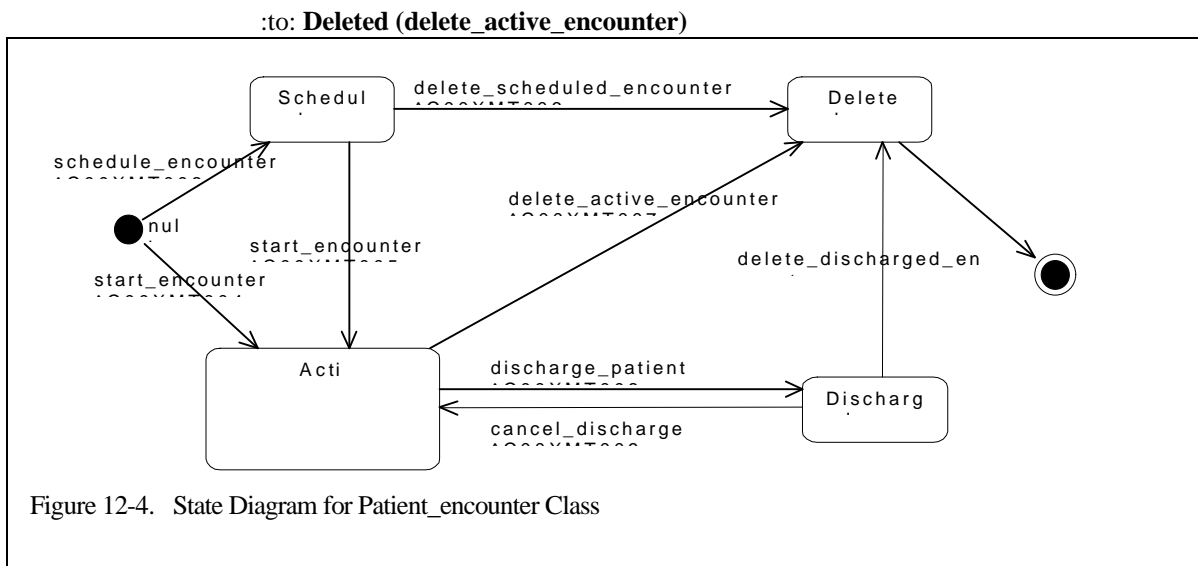 :to: Deleted (delete_active_encounter)
Schedul
delete_scheduled_encounter
Delete
schedule_encounter
delete_active_encounter
nul
start_encounter
delete_discharged_en
start_encounter
Acti
discharge_patient
Discharg
cancel_discharge
Figure 12-4. State Diagram for Patient_encounter Class